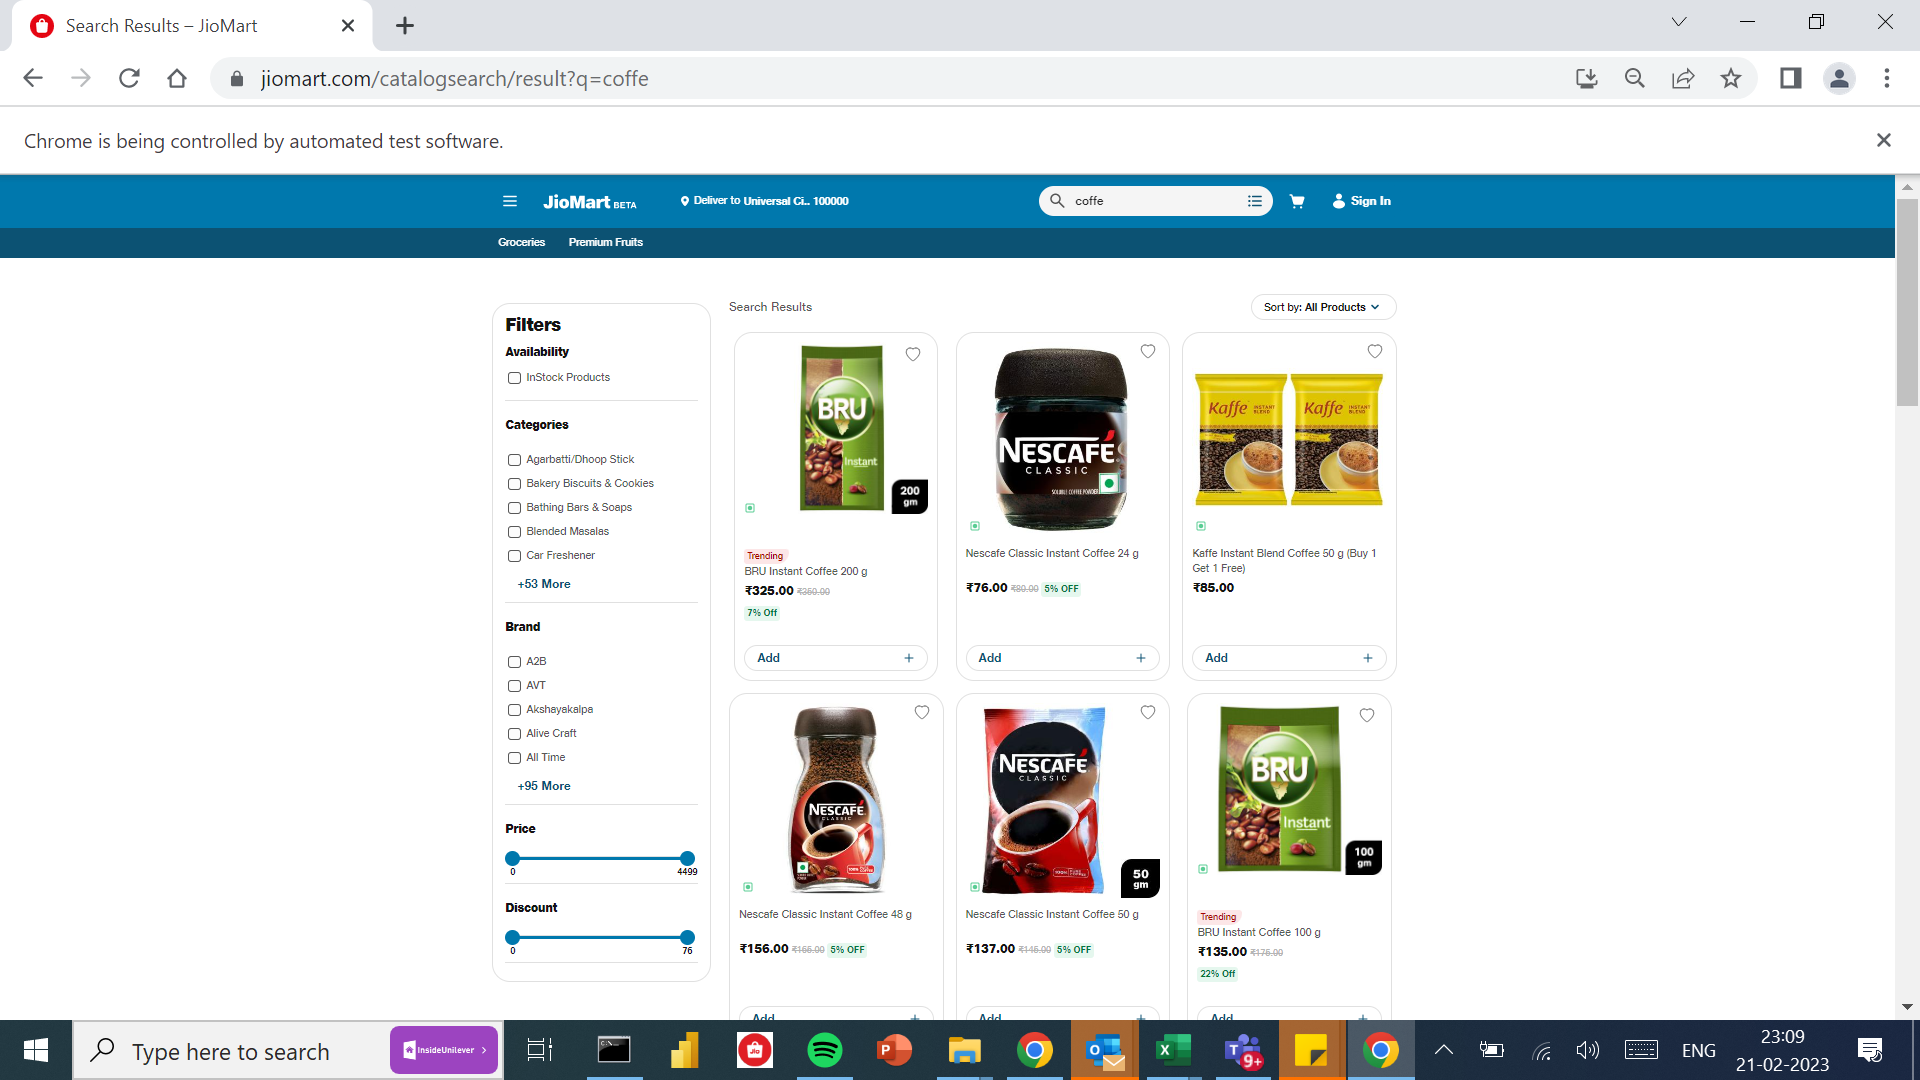 Search Results – JioMart
jiomart.com/catalogsearch/result?q=coffe
Chrome is being controlled by automated test software.
JioMart BETA
Deliver to Universal Ci.. 100000
coffe
Sign In
Groceries
Premium Fruits
Filters
Availability
InStock Products
Categories
Agarbatti/Dhoop Stick
Bakery Biscuits & Cookies
Bathing Bars & Soaps
Blended Masalas
Car Freshener
+53 More
Brand
A2B
AVT
Akshayakalpa
Alive Craft
All Time
+95 More
Price
0
4499
Discount
0
76
Search Results
Sort by: All Products
BRU
Instant
200
gm
Trending
BRU Instant Coffee 200 g
₹325.00 ₹350.00
7% Off
Add +
NESCAFÉ
CLASSIC
SOLUBLE COFFEE POWDER
Nescafe Classic Instant Coffee 24 g
₹76.00 ₹80.00 5% OFF
Add +
Kaffe INSTANT
BLEND
Kaffe INSTANT
BLEND
Kaffe Instant Blend Coffee 50 g (Buy 1
Get 1 Free)
₹85.00
Add +
NESCAFÉ
CLASSIC
Nescafe Classic Instant Coffee 48 g
₹156.00 ₹165.00 5% OFF
Add +
NESCAFÉ
CLASSIC
50
gm
Nescafe Classic Instant Coffee 50 g
₹137.00 ₹145.00 5% OFF
Add +
BRU
Instant
100
gm
Trending
BRU Instant Coffee 100 g
₹135.00 ₹175.00
22% Off
Add +
Type here to search
InsideUnilever
Jio
9+
ENG
23:09
21-02-2023